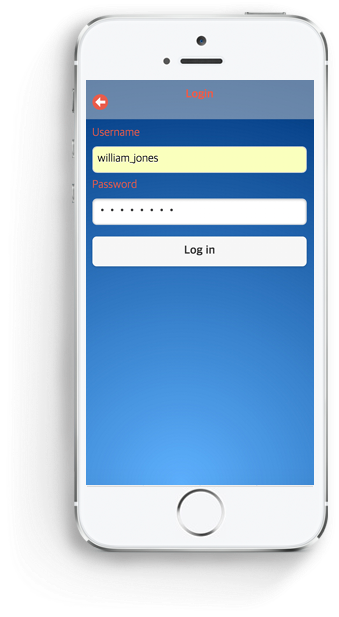 Login
Username
william_jones
Password
• • • • • • • •
Log in